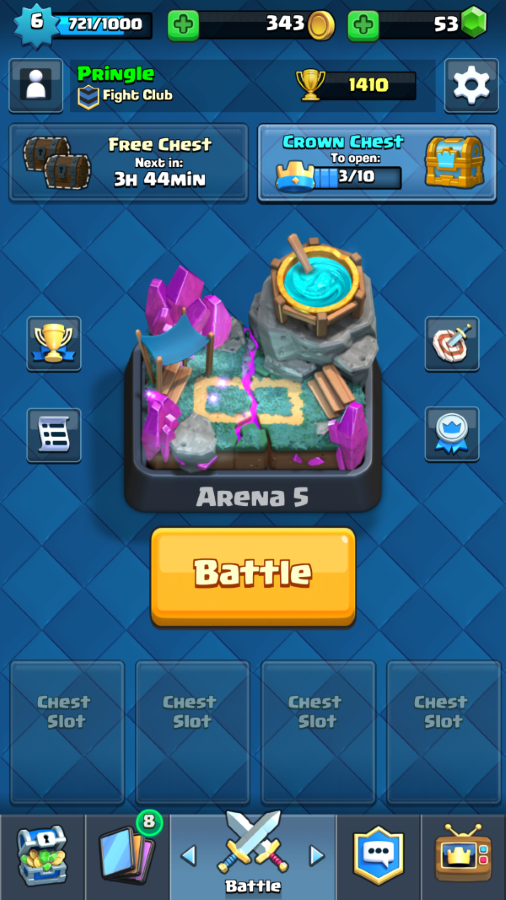 6
721/1000
343
53
Pringle
Fight Club
1410
Free Chest
Next in:
3h 44min
Crown Chest
To open:
3/10
Arena 5
Battle
Chest
Slot
Chest
Slot
Chest
Slot
Chest
Slot
8
Battle